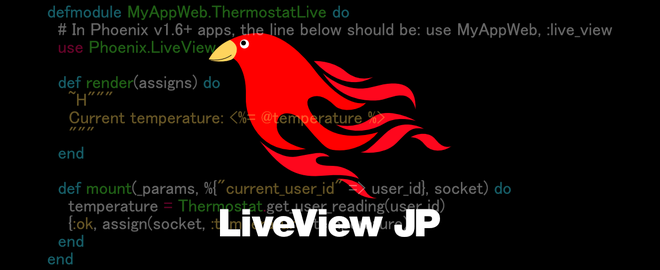 defmodule MyAppWeb.ThermostatLive do
# In Phoenix v1.6+ apps, the line below should be: use MyAppWeb, :live_view
use Phoenix.LiveView
def render(assigns) do
~H"""
Current temperature: <%= @temperature %>
"""
end
def mount(_params, %{"current_user_id" => user_id}, socket) do
temperature = Thermostat.get_user_reading(user_id)
{:ok, assign(socket, :temperature, temperature)}
end
end
LiveView JP